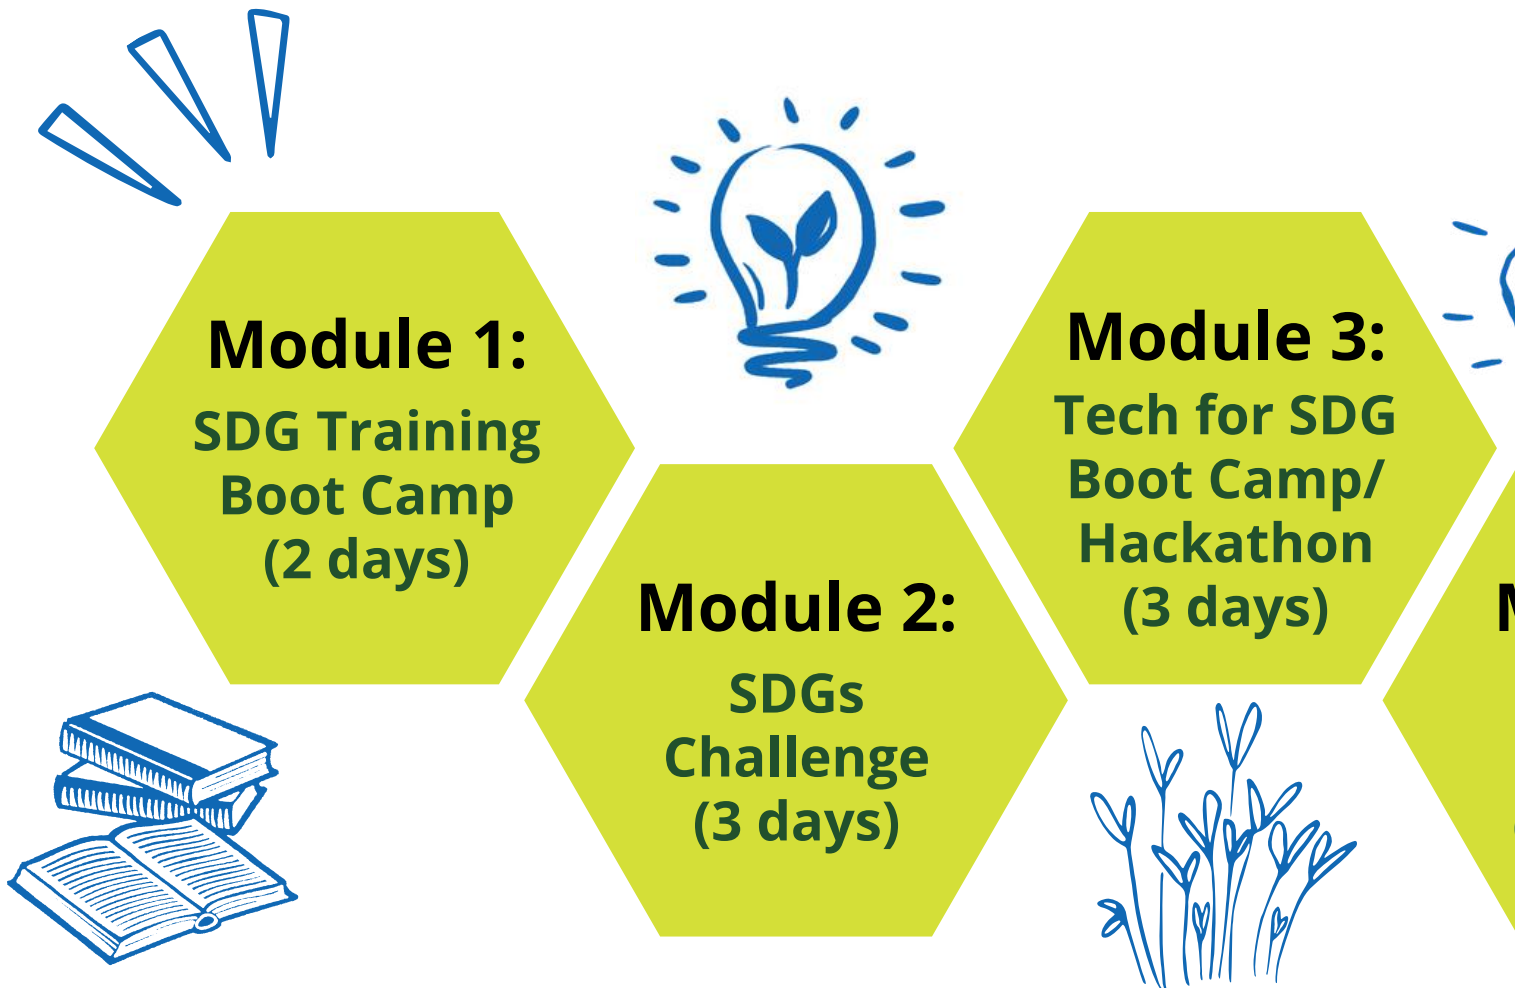 Module 1:
SDG Training
Boot Camp
(2 days)
Module 2:
SDGs
Challenge
(3 days)
Module 3:
Tech for SDG
Boot Camp/
Hackathon
(3 days)